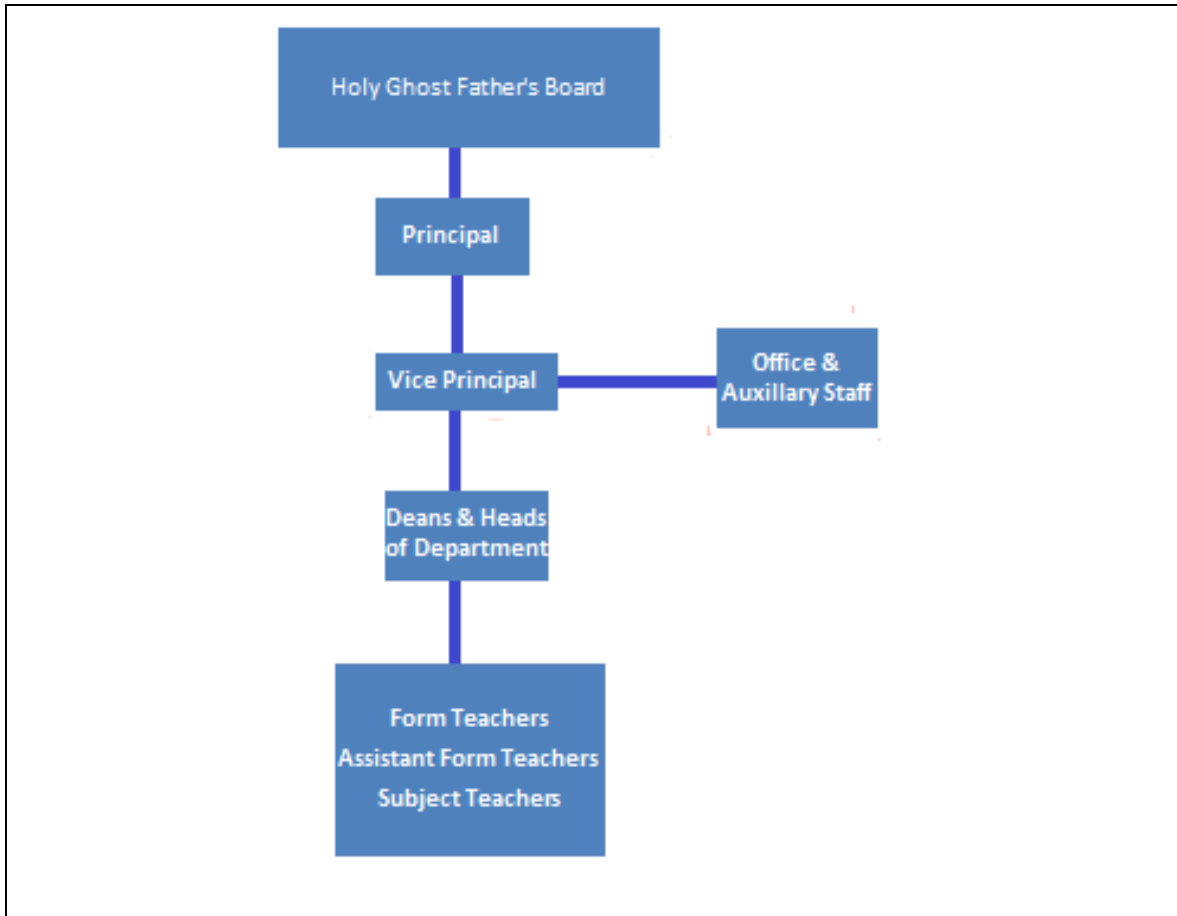 Holy Ghost Father's Board
Principal
Vice Principal
Office &
Auxillary Staff
Deans & Heads
of Department
Form Teachers
Assistant Form Teachers
Subject Teachers